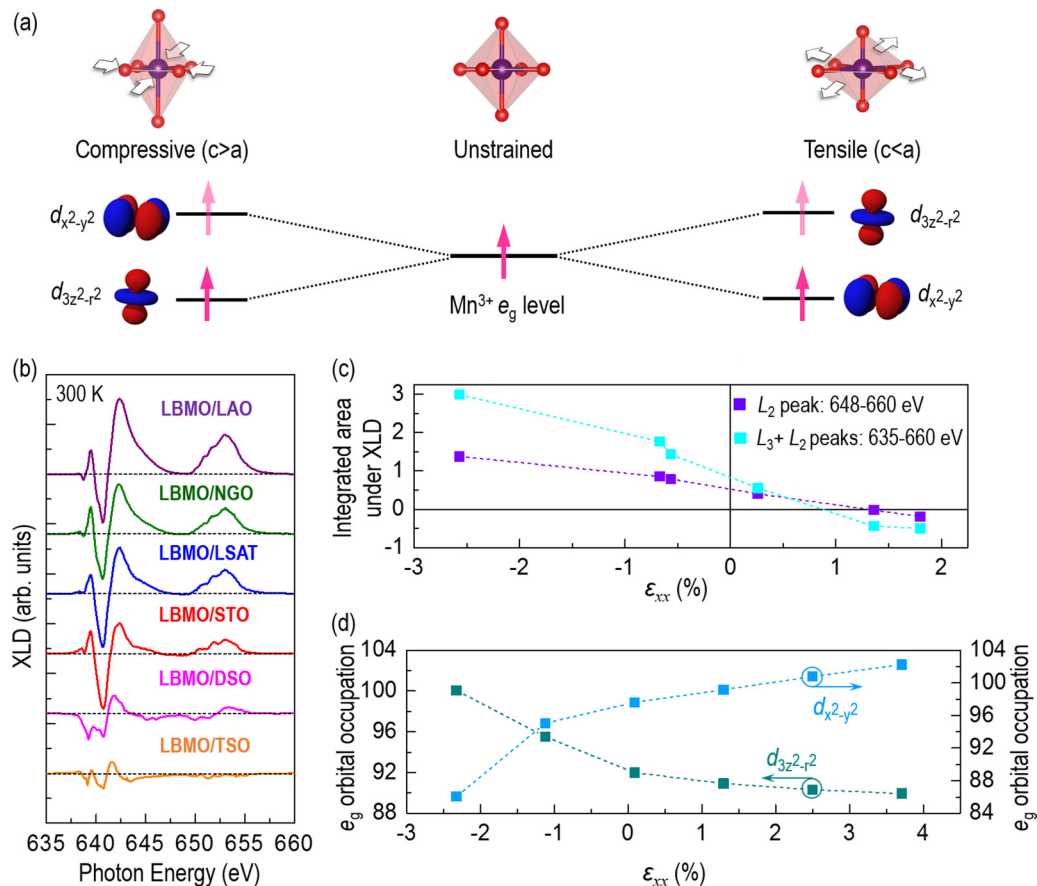 (a)
Compressive (c>a)
Unstrained
Tensile (c<a)
dx²-y²
d3z²-r²
Mn³⁺ eg level
d3z²-r²
dx²-y²
(b)
300 K
LBMO/LAO
LBMO/NGO
LBMO/LSAT
LBMO/STO
LBMO/DSO
LBMO/TSO
XLD (arb. units)
635 640 645 650 655 660
Photon Energy (eV)
(c)
L2 peak: 648-660 eV
L3+ L2 peaks: 635-660 eV
Integrated area
under XLD
3
2
1
0
-1
-3 -2 -1 0 1 2
εxx (%)
(d)
eg orbital occupation
104
100
96
92
88
dx²-y²
d3z²-r²
104
100
96
92
88
84
eg orbital occupation
-3 -2 -1 0 1 2 3 4
εxx (%)